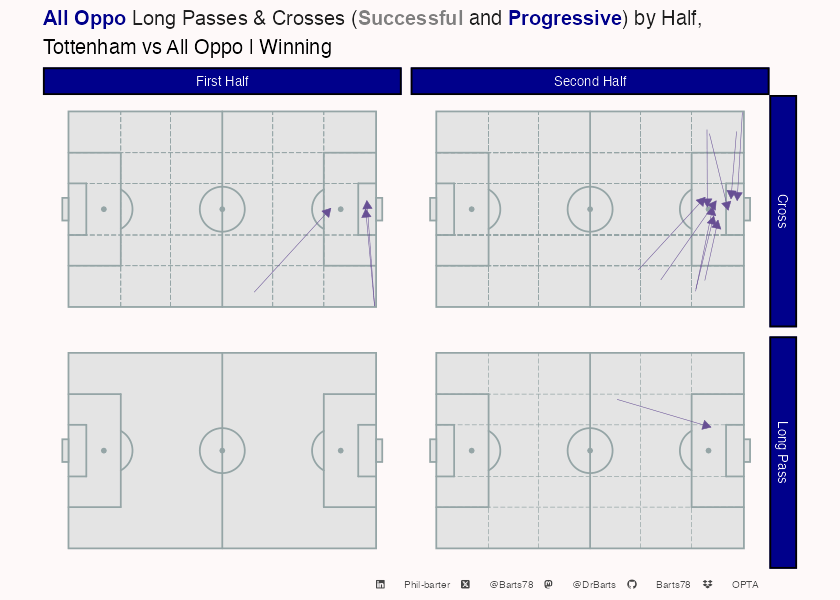 All Oppo Long Passes & Crosses (Successful and Progressive) by Half,
Tottenham vs All Oppo I Winning
First Half
Second Half
Cross
Long Pass
Phil-barter @Barts78 @DrBarts Barts78 OPTA